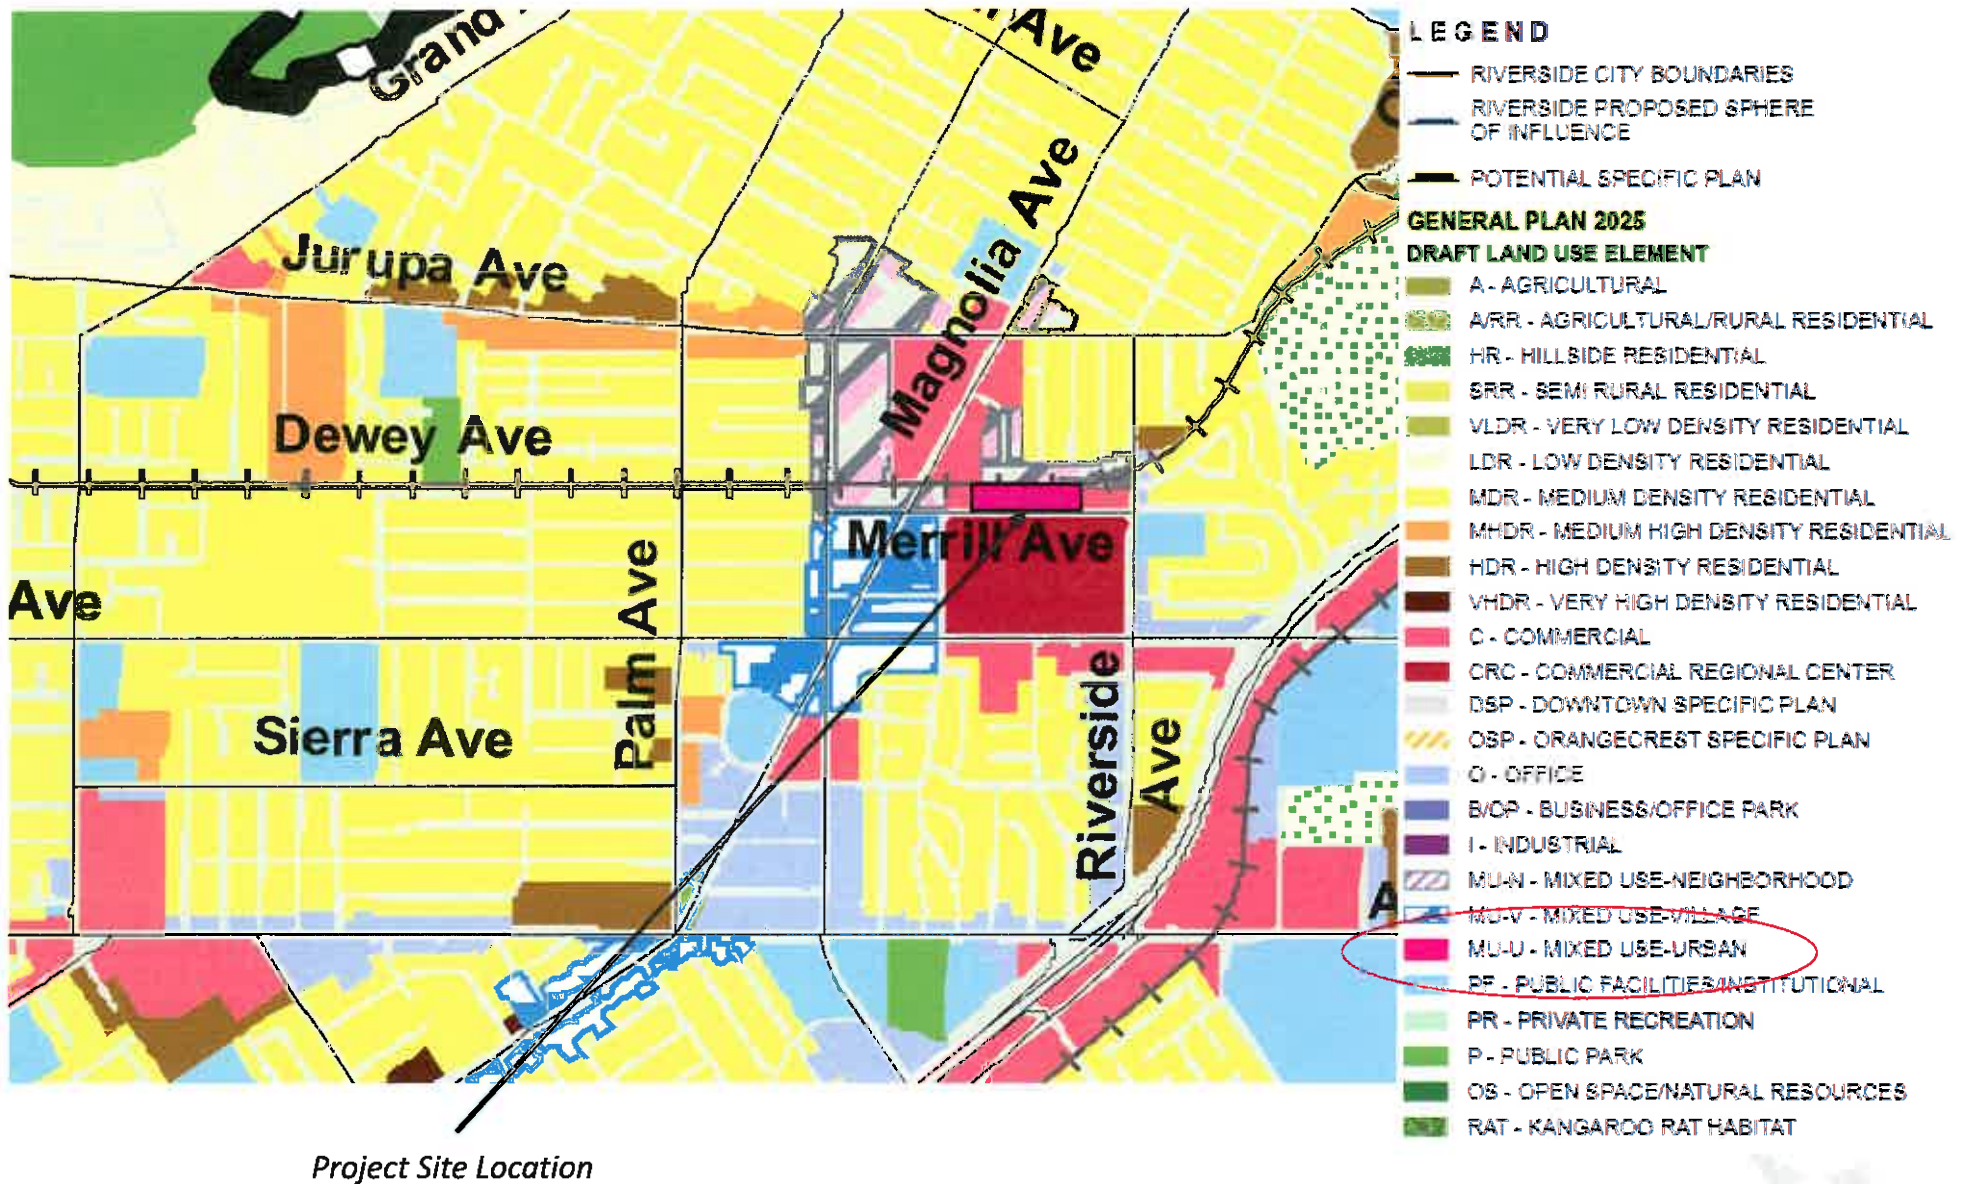 Grand
Ave
Magnolia Ave
Jurupa Ave
Dewey Ave
Merrill Ave
Palm Ave
Ave
Sierra Ave
Riverside
Ave
A
Project Site Location
LEGEND
RIVERSIDE CITY BOUNDARIES
RIVERSIDE PROPOSED SPHERE
OF INFLUENCE
POTENTIAL SPECIFIC PLAN
GENERAL PLAN 2025
DRAFT LAND USE ELEMENT
A - AGRICULTURAL
A/RR - AGRICULTURAL/RURAL RESIDENTIAL
HR - HILLSIDE RESIDENTIAL
SRR - SEMI RURAL RESIDENTIAL
VLDR - VERY LOW DENSITY RESIDENTIAL
LDR - LOW DENSITY RESIDENTIAL
MDR - MEDIUM DENSITY RESIDENTIAL
MHDR - MEDIUM HIGH DENSITY RESIDENTIAL
HDR - HIGH DENSITY RESIDENTIAL
VHDR - VERY HIGH DENSITY RESIDENTIAL
C - COMMERCIAL
CRC - COMMERCIAL REGIONAL CENTER
DSP - DOWNTOWN SPECIFIC PLAN
OSP - ORANGECREST SPECIFIC PLAN
O - OFFICE
B/OP - BUSINESS/OFFICE PARK
I - INDUSTRIAL
MU-N - MIXED USE-NEIGHBORHOOD
MU-V - MIXED USE-VILLAGE
MU-U - MIXED USE-URBAN
PF - PUBLIC FACILITIES/INSTITUTIONAL
PR - PRIVATE RECREATION
P - PUBLIC PARK
OS - OPEN SPACE/NATURAL RESOURCES
RAT - KANGAROO RAT HABITAT